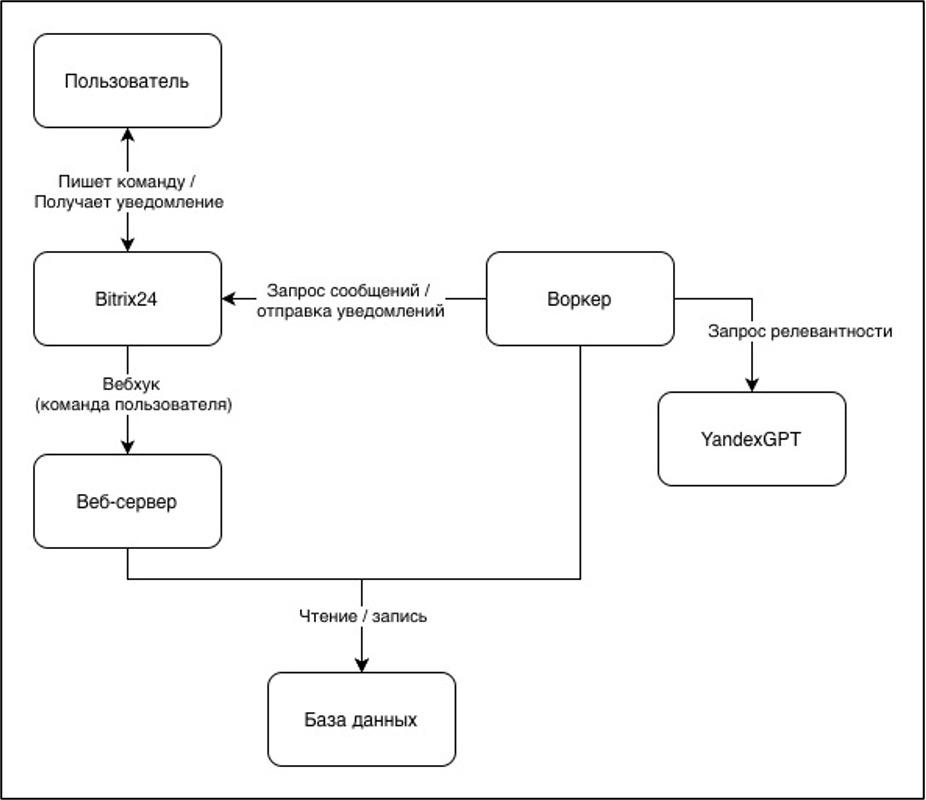 Пользователь
Пишет команду /
Получает уведомление
Bitrix24
Запрос сообщений /
отправка уведомлений
Воркер
Запрос релевантности
Вебхук
(команда пользователя)
YandexGPT
Веб-сервер
Чтение / запись
База данных